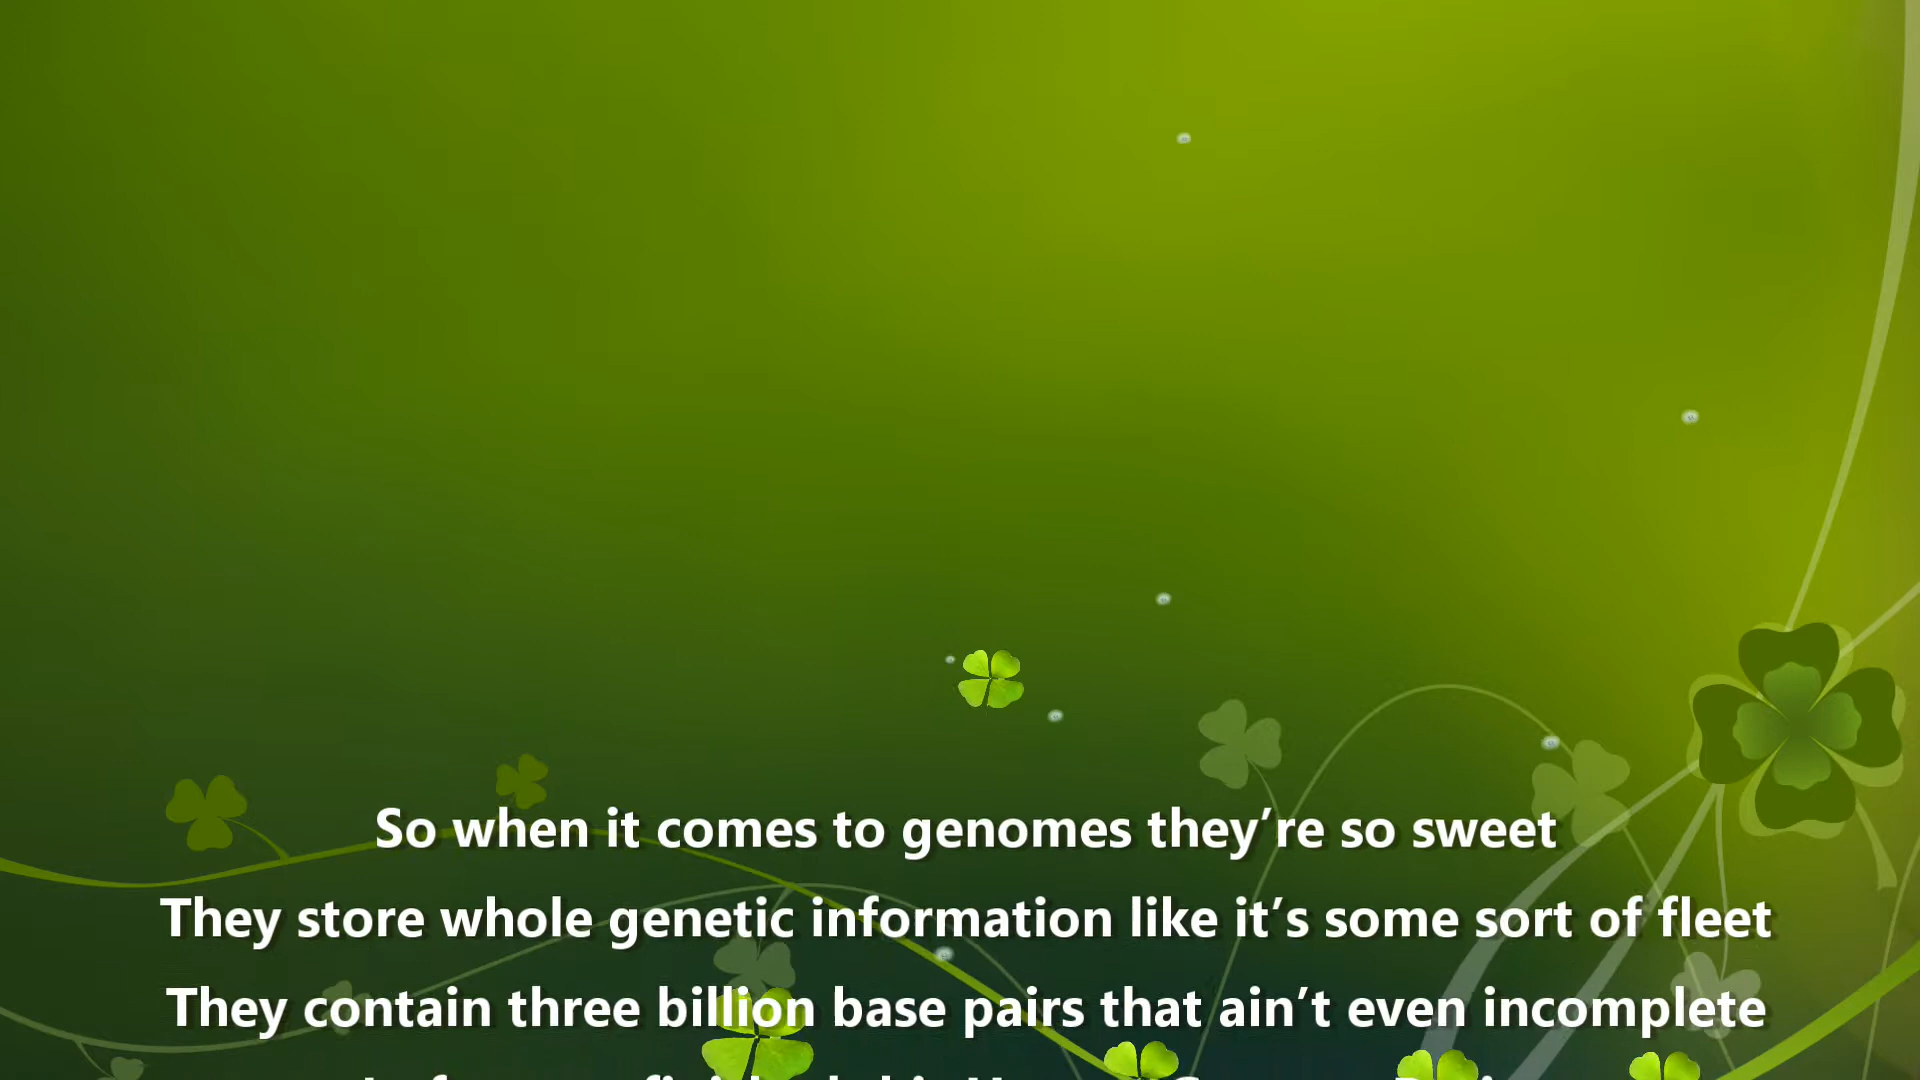 So when it comes to genomes they’re so sweet
They store whole genetic information like it’s some sort of fleet
They contain three billion base pairs that ain’t even incomplete